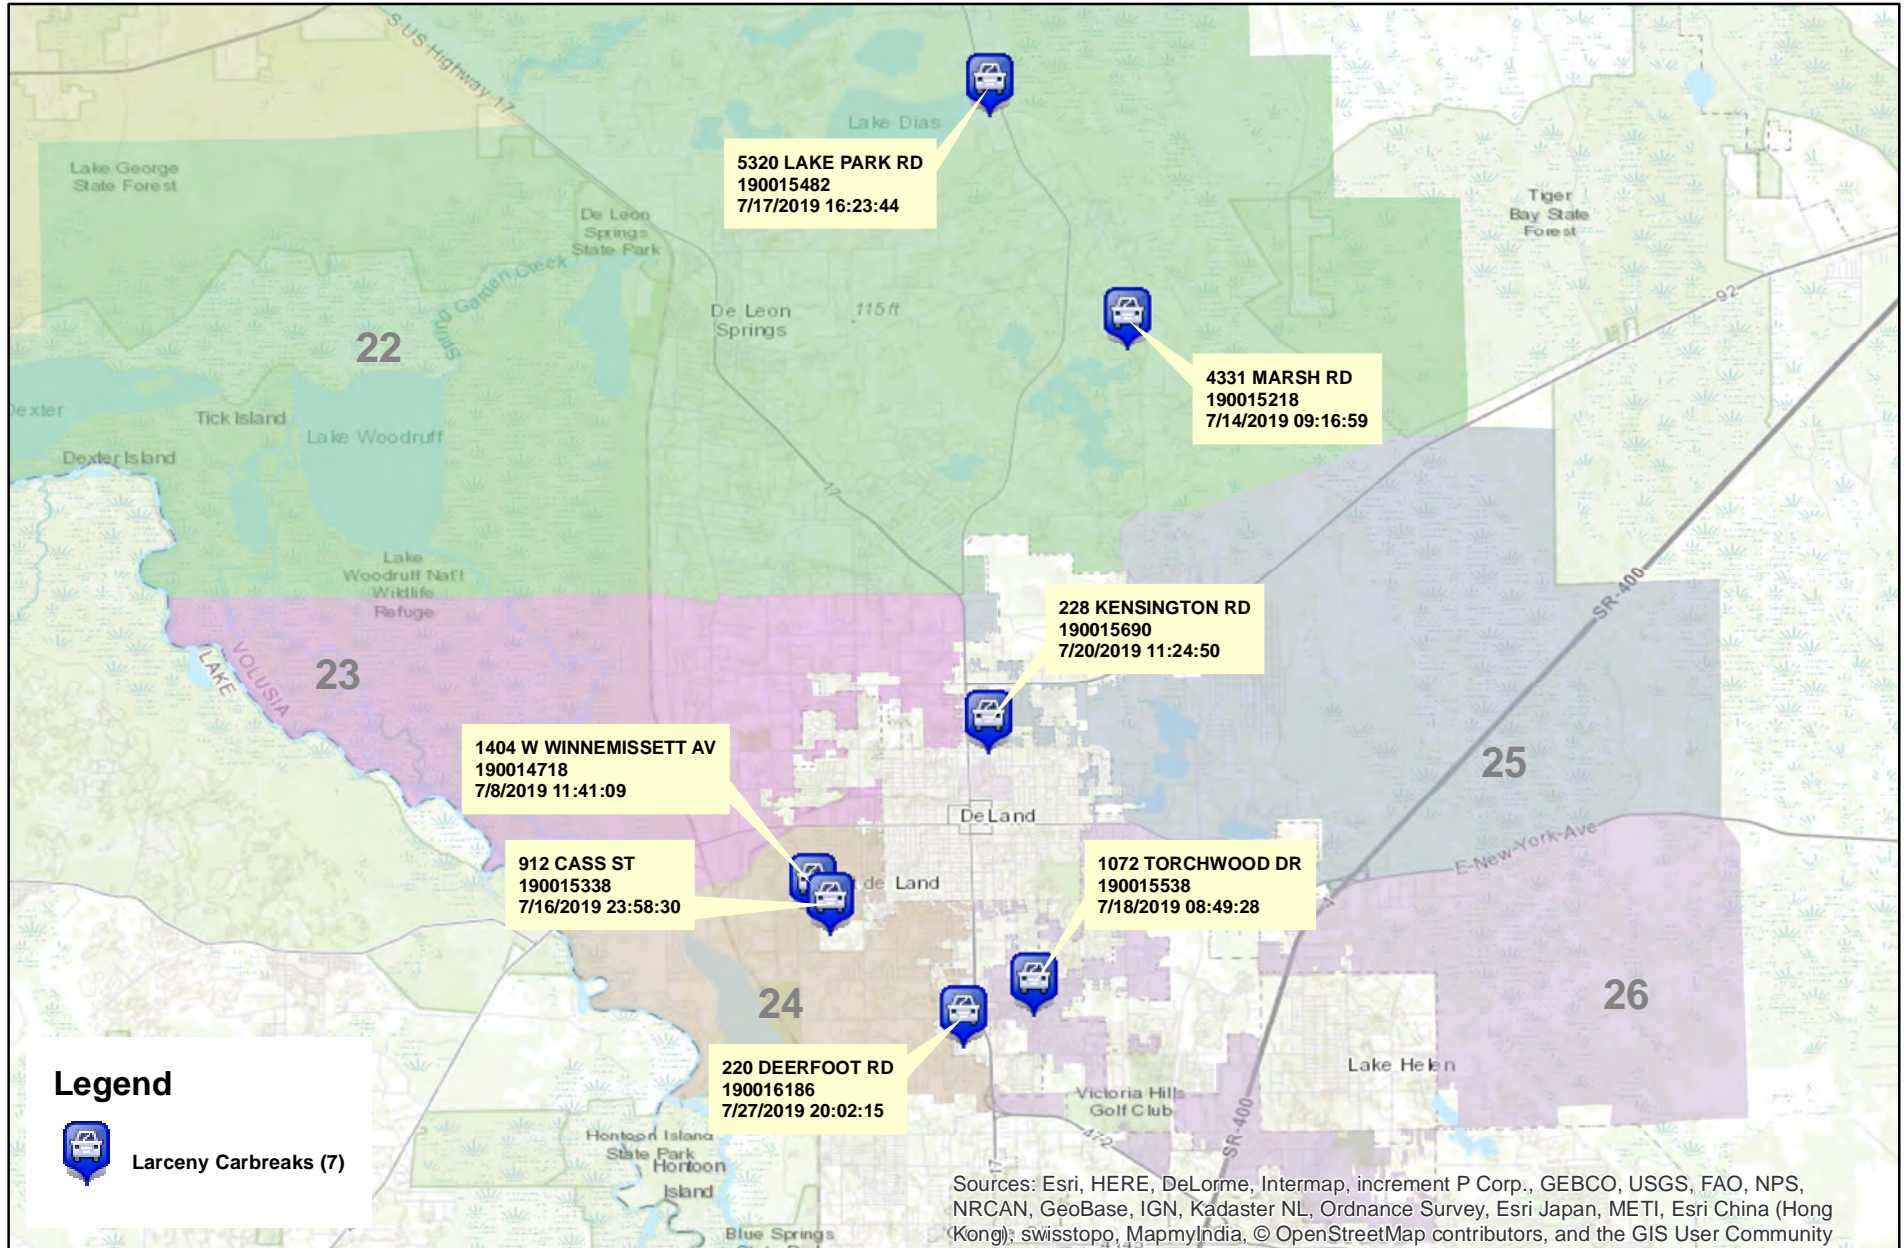 S US Highway 17
Lake Dias
5320 LAKE PARK RD
190015482
7/17/2019 16:23:44
Lake George
State Forest
De Leon
Springs
State Park
Tiger
Bay State
Forest
Spring Garden Creek
92
De Leon
Springs
115 ft
22
4331 MARSH RD
190015218
7/14/2019 09:16:59
Dexter
Tick Island
Lake Woodruff
Dexter Island
17
Lake
Woodruff Nat'l
Wildlife
Refuge
SR-400
228 KENSINGTON RD
190015690
7/20/2019 11:24:50
23
VOLUSIA
LAKE
1404 W WINNEMISSETT AV
190014718
7/8/2019 11:41:09
25
DeLand
E-New-York-Ave
912 CASS ST
190015338
7/16/2019 23:58:30
de Land
1072 TORCHWOOD DR
190015538
7/18/2019 08:49:28
24
26
220 DEERFOOT RD
190016186
7/27/2019 20:02:15
Lake Helen
Victoria Hills
Golf Club
Legend
Larceny Carbreaks (7)
472
SR-400
17
Hontoon Island
State Park
Hontoon
Island
Blue Springs
Sources: Esri, HERE, DeLorme, Intermap, increment P Corp., GEBCO, USGS, FAO, NPS,
NRCAN, GeoBase, IGN, Kadaster NL, Ordnance Survey, Esri Japan, METI, Esri China (Hong
Kong), swisstopo, MapmyIndia, © OpenStreetMap contributors, and the GIS User Community